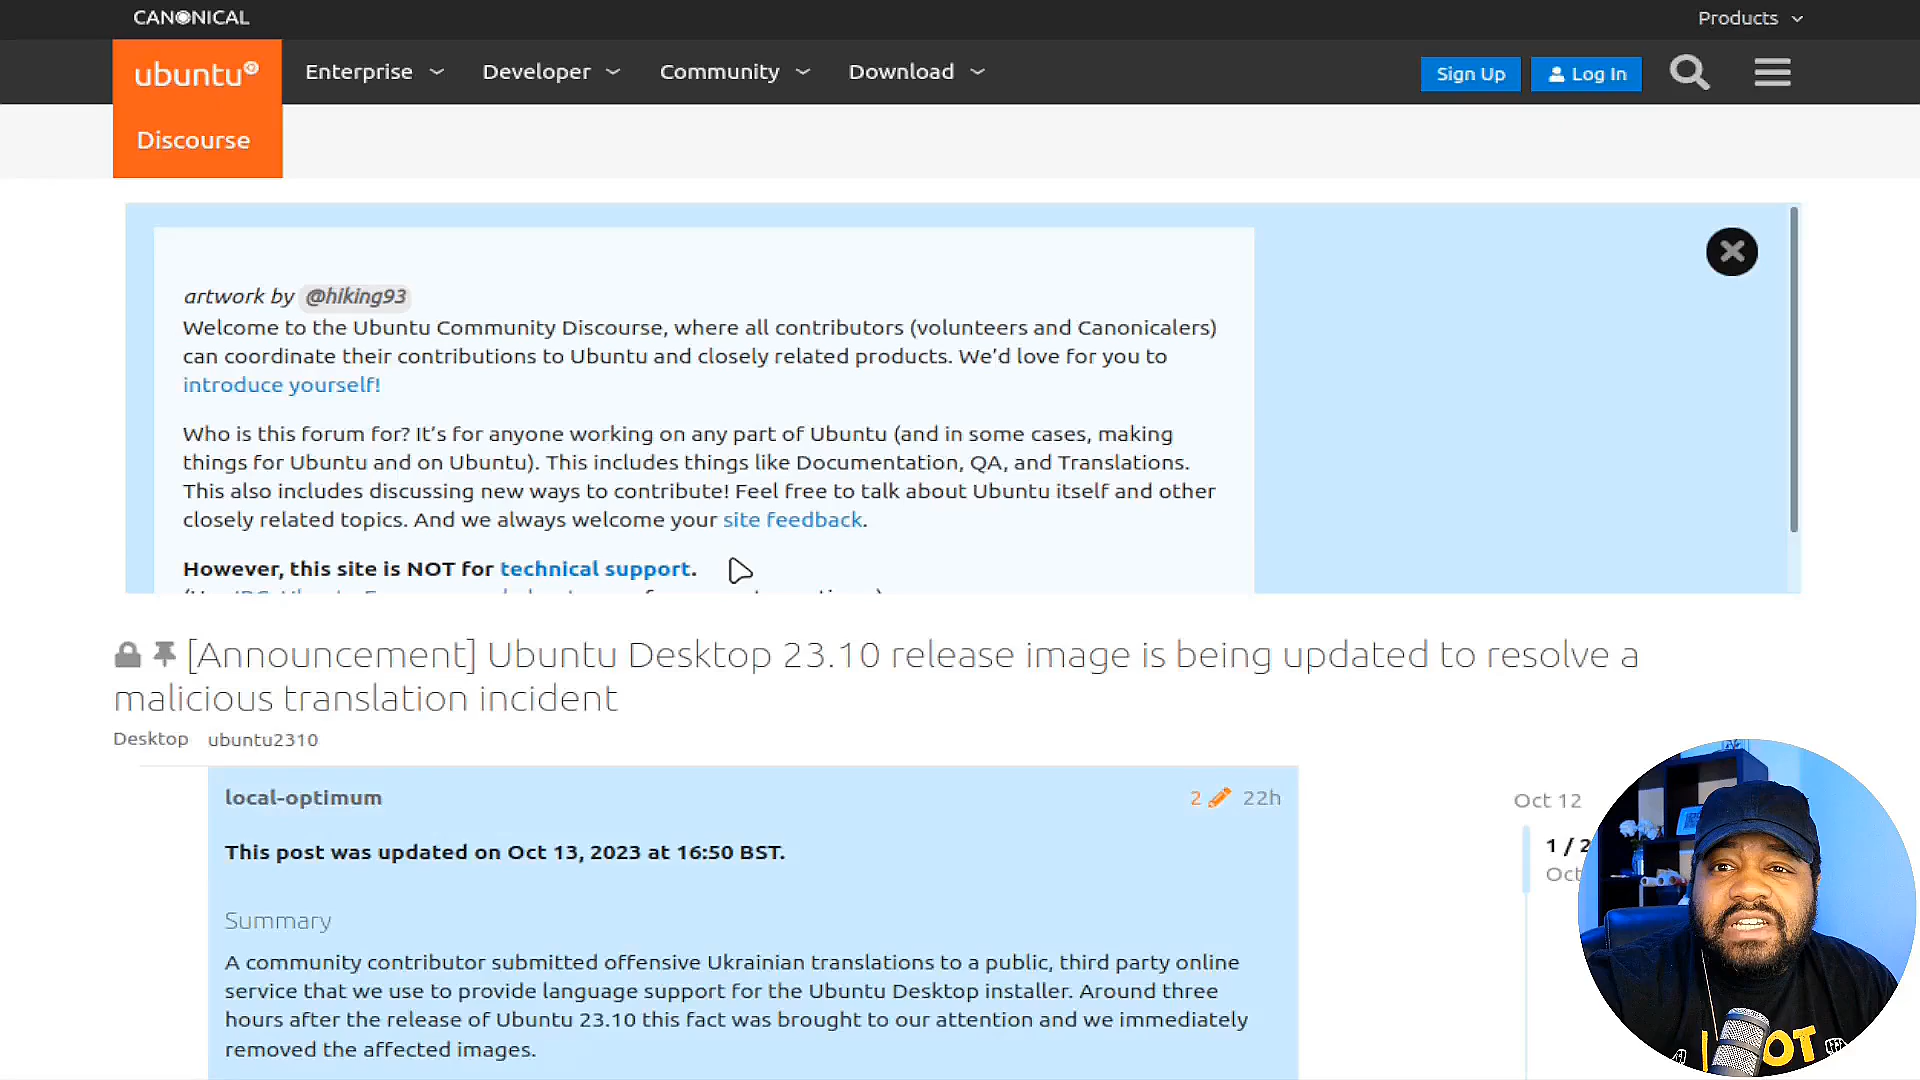 CANONICAL
Products
ubuntu
Enterprise
Developer
Community
Download
Sign Up
Log In
Discourse
artwork by @hiking93
Welcome to the Ubuntu Community Discourse, where all contributors (volunteers and Canonicalers)
can coordinate their contributions to Ubuntu and closely related products. We’d love for you to
introduce yourself!
Who is this forum for? It’s for anyone working on any part of Ubuntu (and in some cases, making
things for Ubuntu and on Ubuntu). This includes things like Documentation, QA, and Translations.
This also includes discussing new ways to contribute! Feel free to talk about Ubuntu itself and other
closely related topics. And we always welcome your site feedback.
However, this site is NOT for technical support.
[Announcement] Ubuntu Desktop 23.10 release image is being updated to resolve a
malicious translation incident
Desktop ubuntu2310
local-optimum
2 22h
This post was updated on Oct 13, 2023 at 16:50 BST.
Summary
A community contributor submitted offensive Ukrainian translations to a public, third party online
service that we use to provide language support for the Ubuntu Desktop installer. Around three
hours after the release of Ubuntu 23.10 this fact was brought to our attention and we immediately
removed the affected images.
Oct 12
1 / 2
Oct